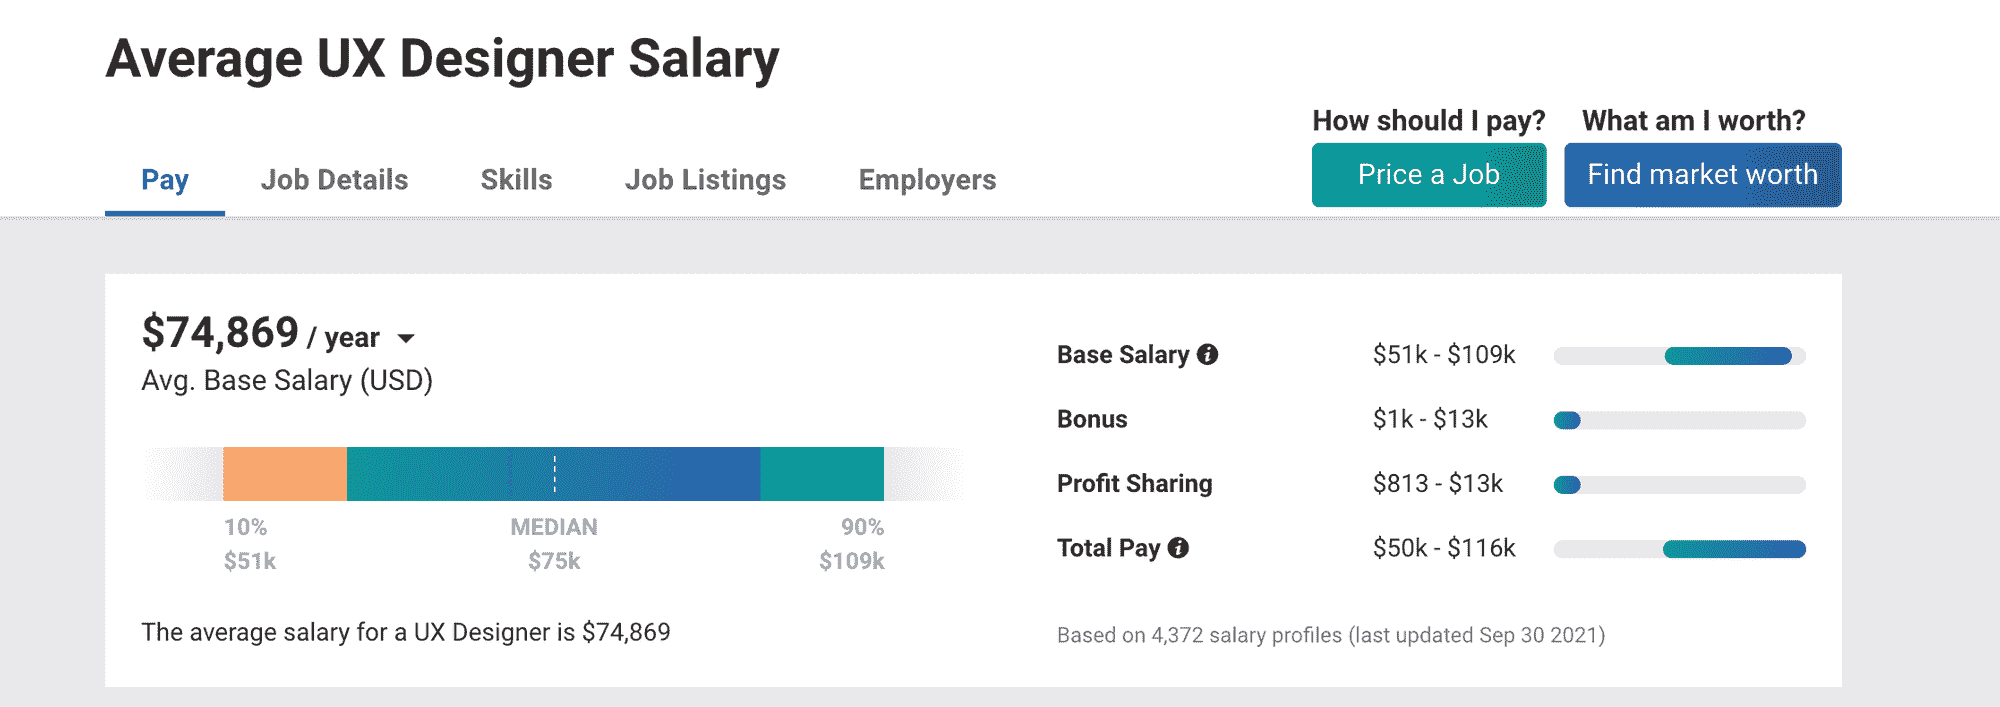 Average UX Designer Salary
How should I pay? What am I worth?
Pay Job Details Skills Job Listings Employers Price a Job Find market worth
$74,869 / year
Avg. Base Salary (USD)
10% MEDIAN 90%
$51k $75k $109k
The average salary for a UX Designer is $74,869
Base Salary $51k - $109k
Bonus $1k - $13k
Profit Sharing $813 - $13k
Total Pay $50k - $116k
Based on 4,372 salary profiles (last updated Sep 30 2021)